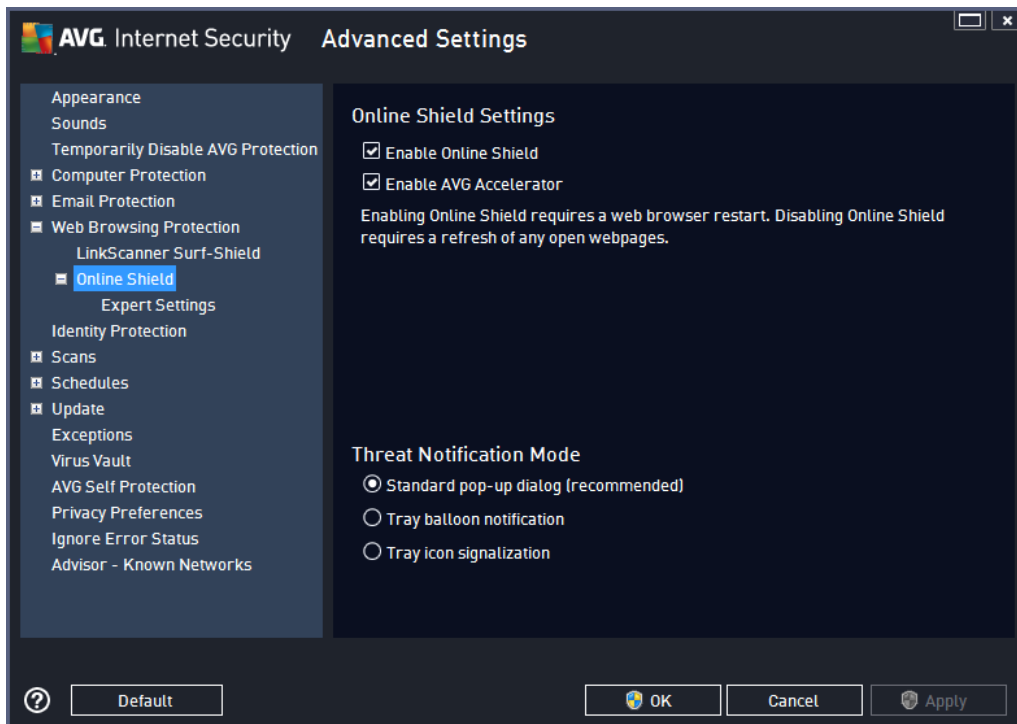 AVG. Internet Security Advanced Settings
Appearance
Sounds
Temporarily Disable AVG Protection
Computer Protection
Email Protection
Web Browsing Protection
LinkScanner Surf-Shield
Online Shield
Expert Settings
Identity Protection
Scans
Schedules
Update
Exceptions
Virus Vault
AVG Self Protection
Privacy Preferences
Ignore Error Status
Advisor - Known Networks
Online Shield Settings
Enable Online Shield
Enable AVG Accelerator
Enabling Online Shield requires a web browser restart. Disabling Online Shield
requires a refresh of any open webpages.
Threat Notification Mode
Standard pop-up dialog (recommended)
Tray balloon notification
Tray icon signalization
? Default OK Cancel Apply